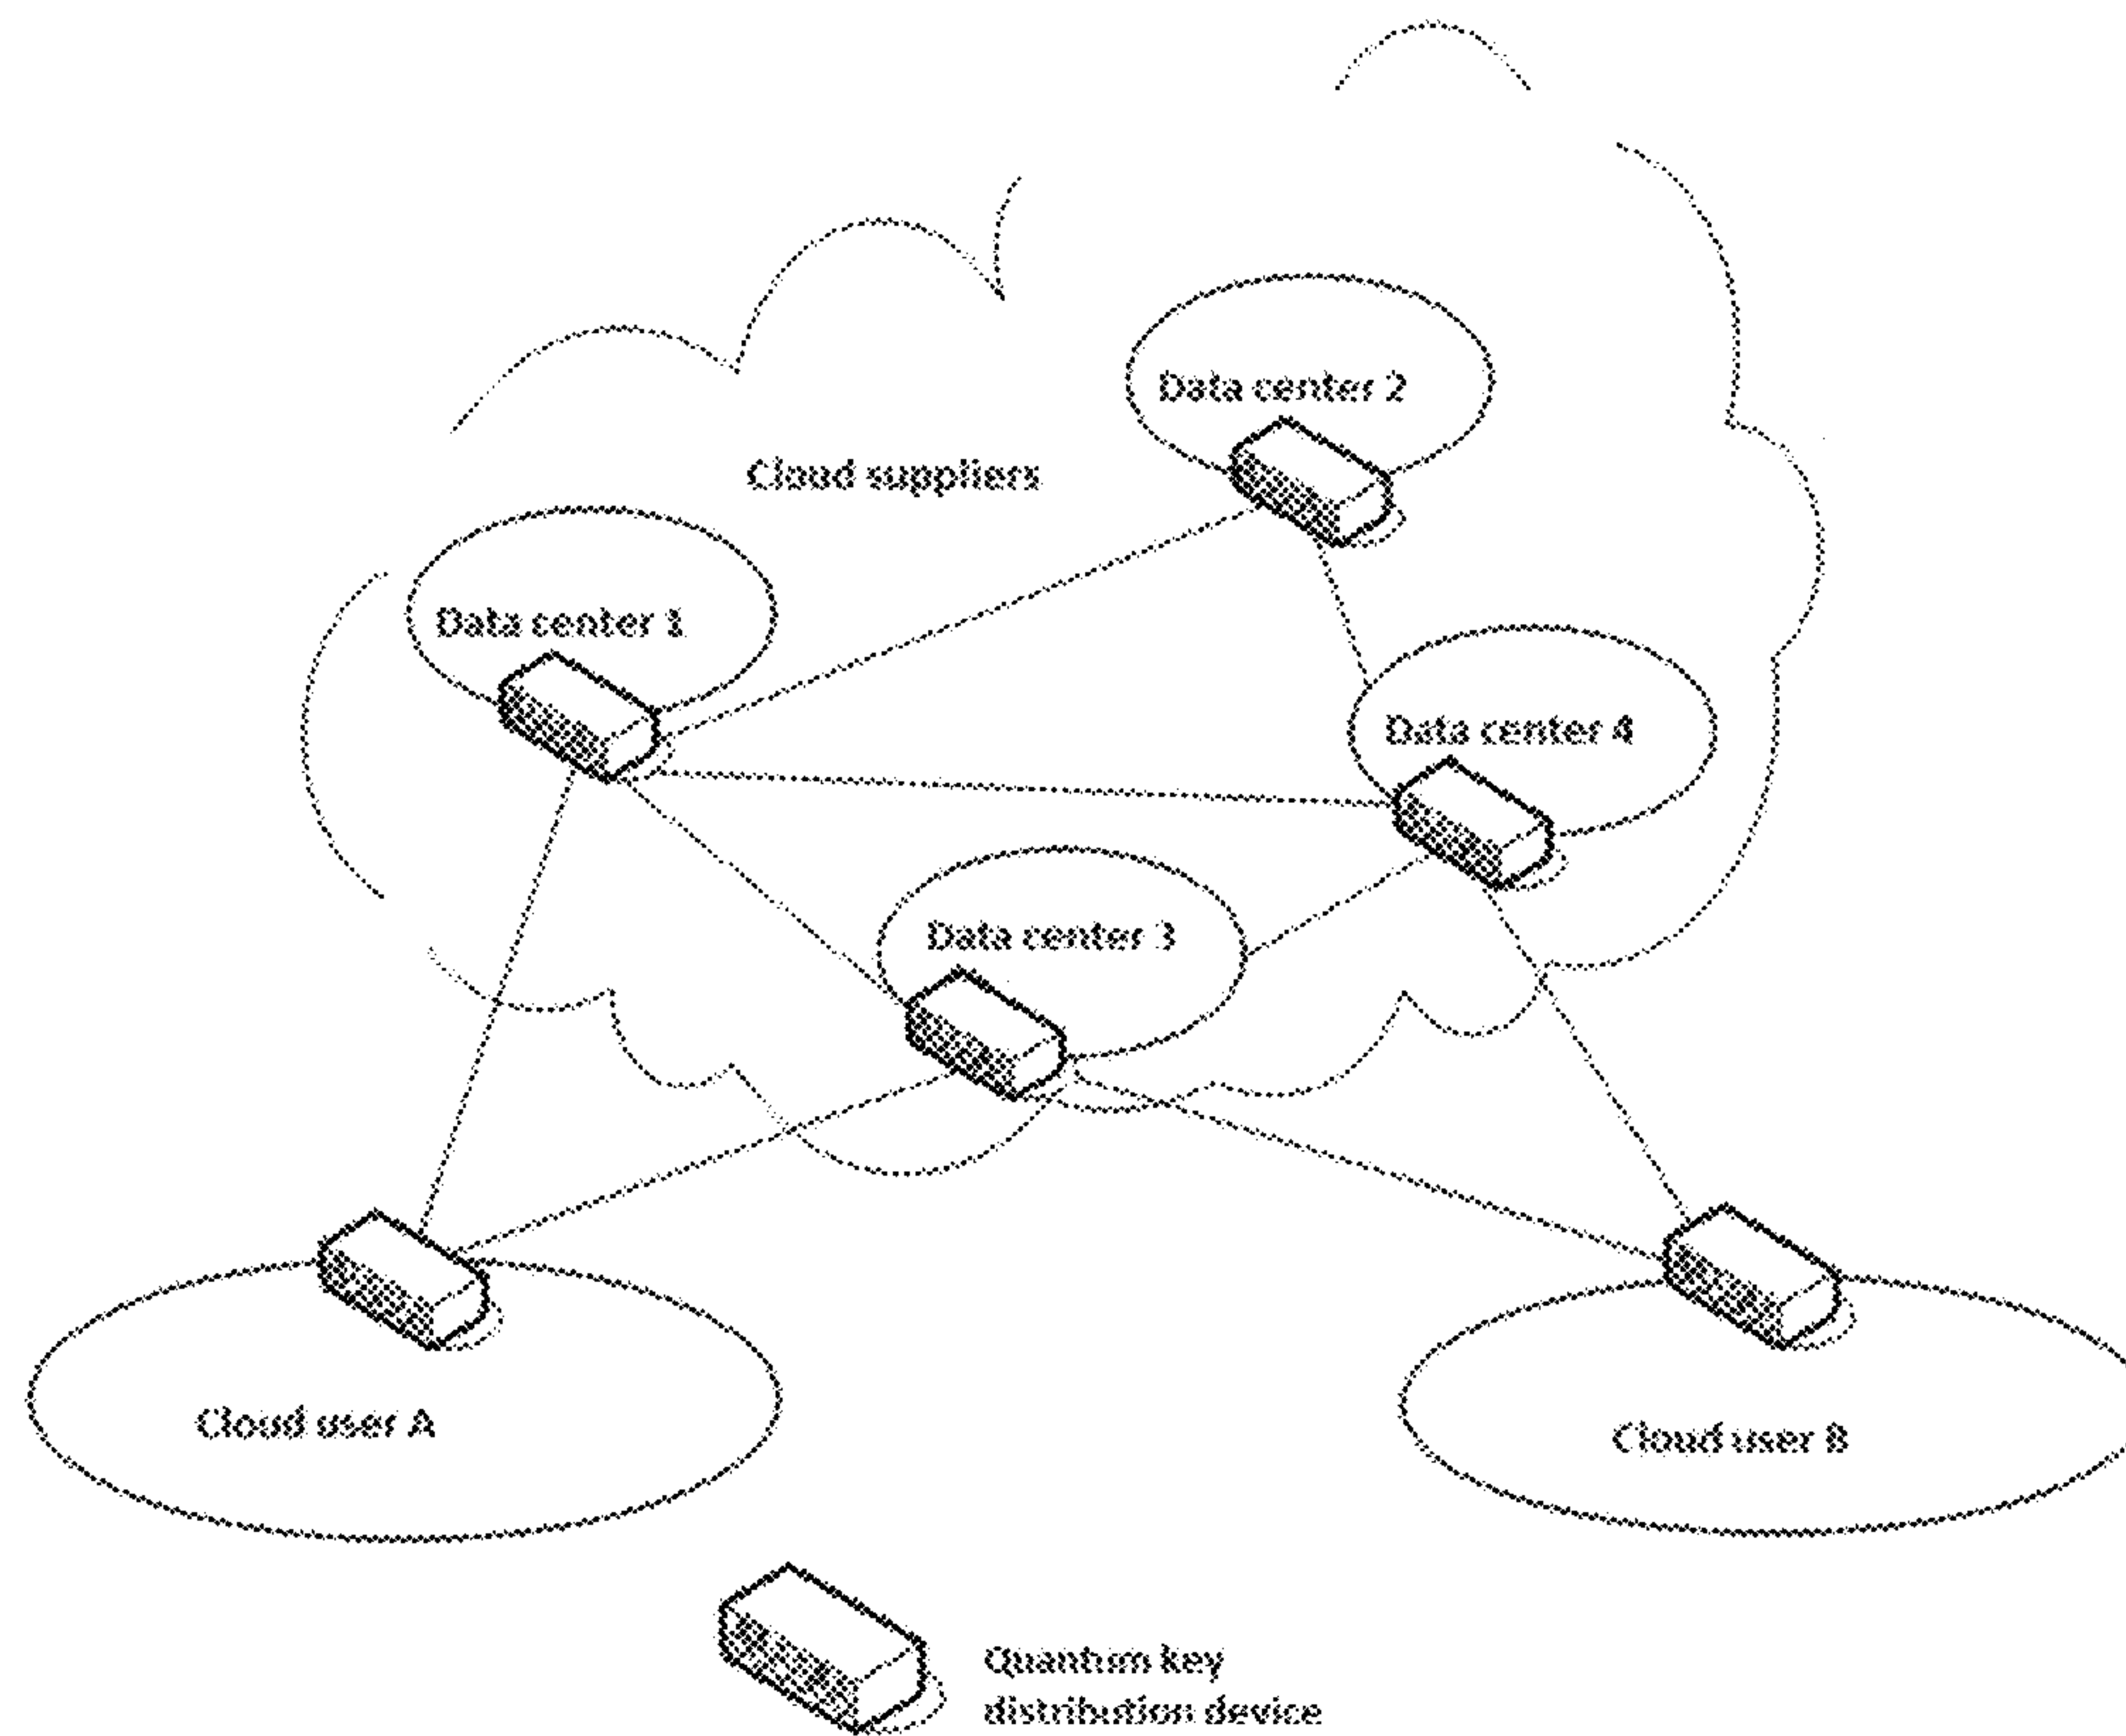 Data center 2
Cloud suppliers
Data center 1
Data center 4
Data center 3
Cloud user A
Cloud user B
Quantum key
distribution device